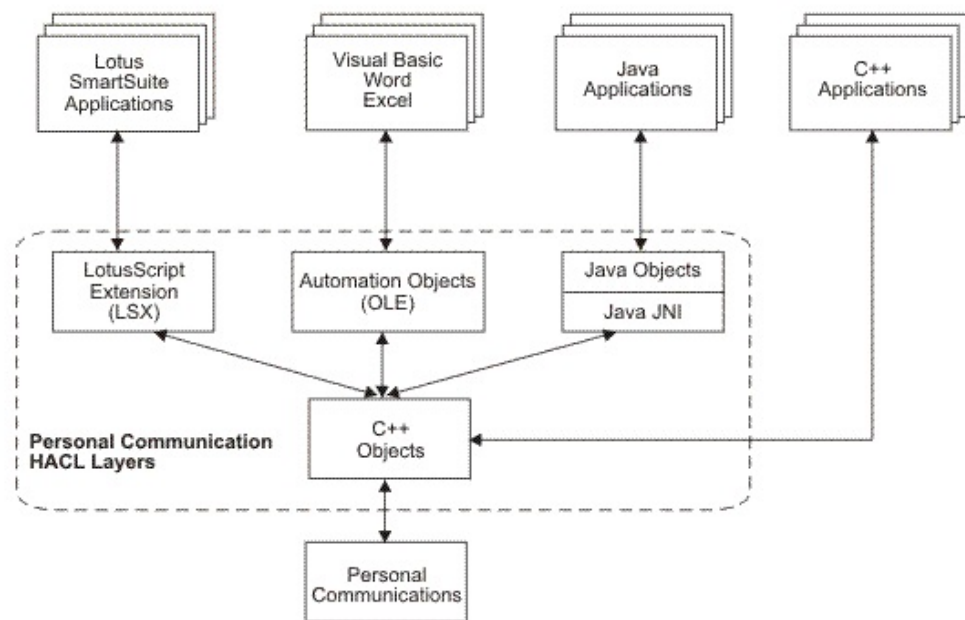 Lotus
SmartSuite
Applications
Visual Basic
Word
Excel
Java
Applications
C++
Applications
LotusScript
Extension
(LSX)
Automation Objects
(OLE)
Java Objects
Java JNI
Personal Communication
HACL Layers
C++
Objects
Personal
Communications